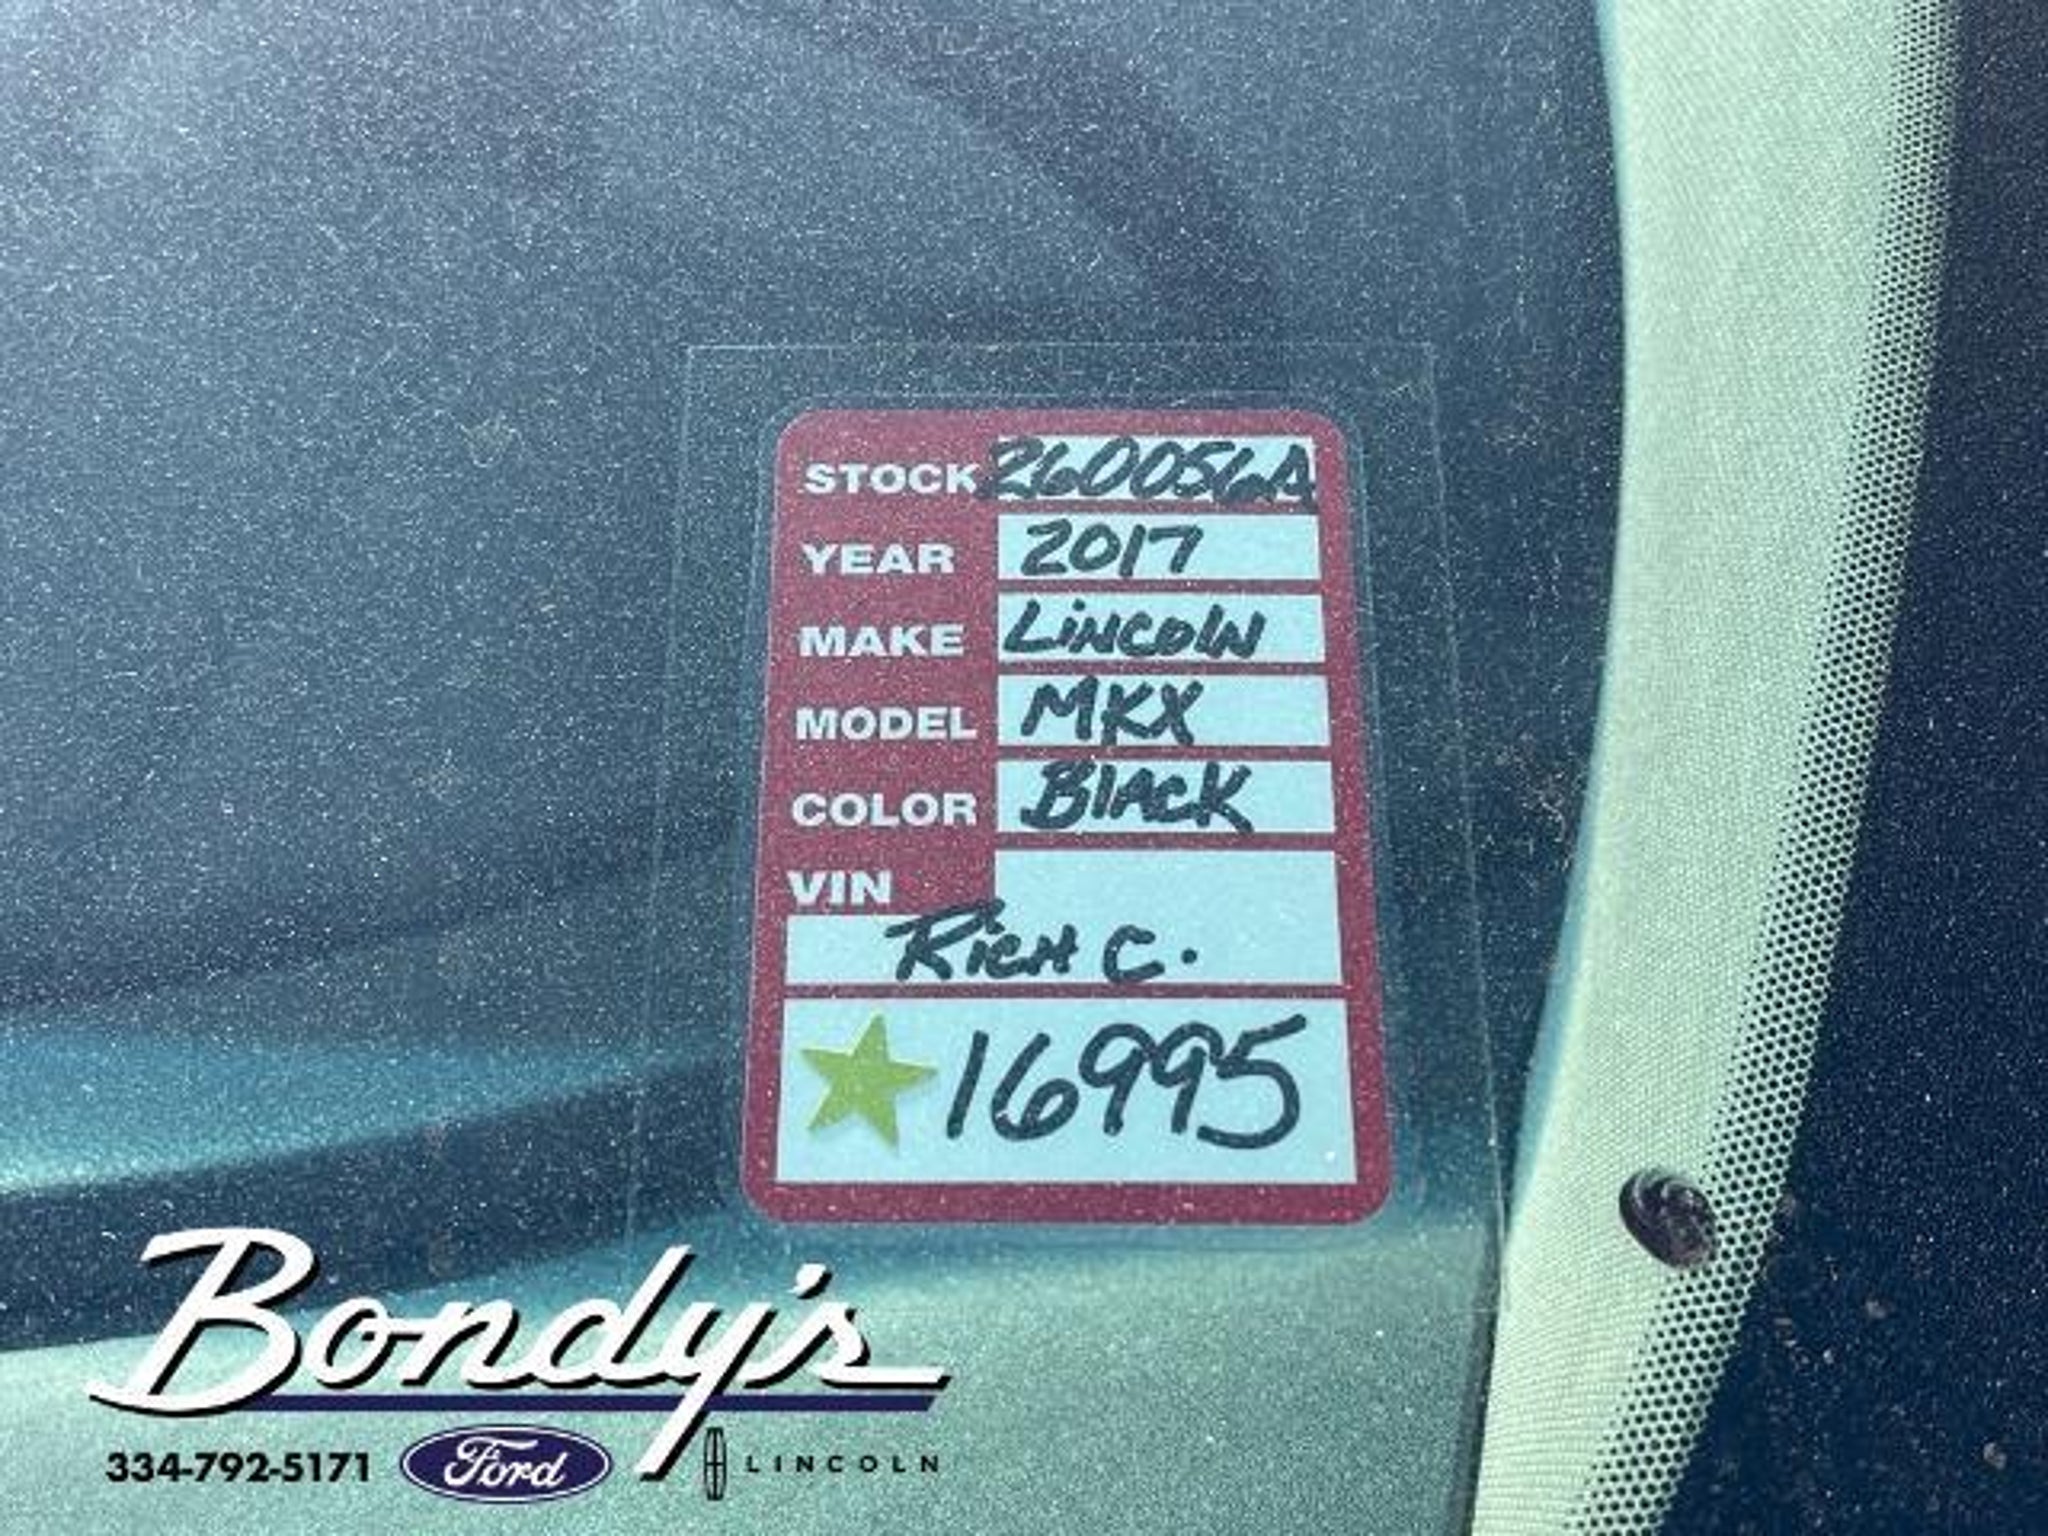 STOCK 260056A
YEAR 2017
MAKE LINCOLN
MODEL MKX
COLOR BlACK
VIN
RICH C.
16995
Bondy's
334-792-5171 Ford LINCOLN